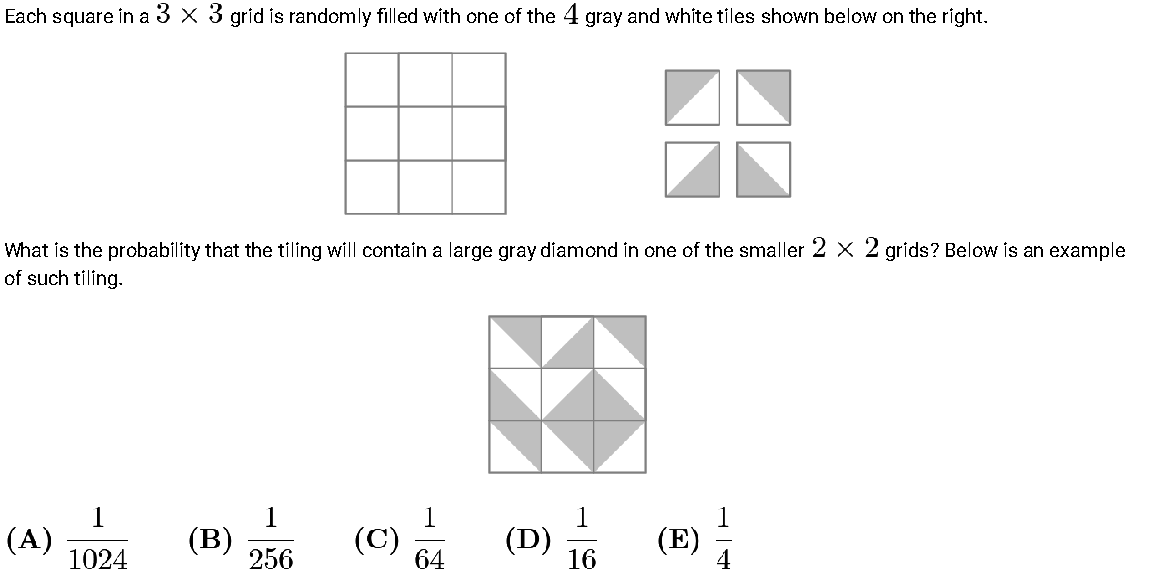 Each square in a 3 × 3 grid is randomly filled with one of the 4 gray and white tiles shown below on the right.
What is the probability that the tiling will contain a large gray diamond in one of the smaller 2 × 2 grids? Below is an example
of such tiling.
(A) 1/1024 (B) 1/256 (C) 1/64 (D) 1/16 (E) 1/4